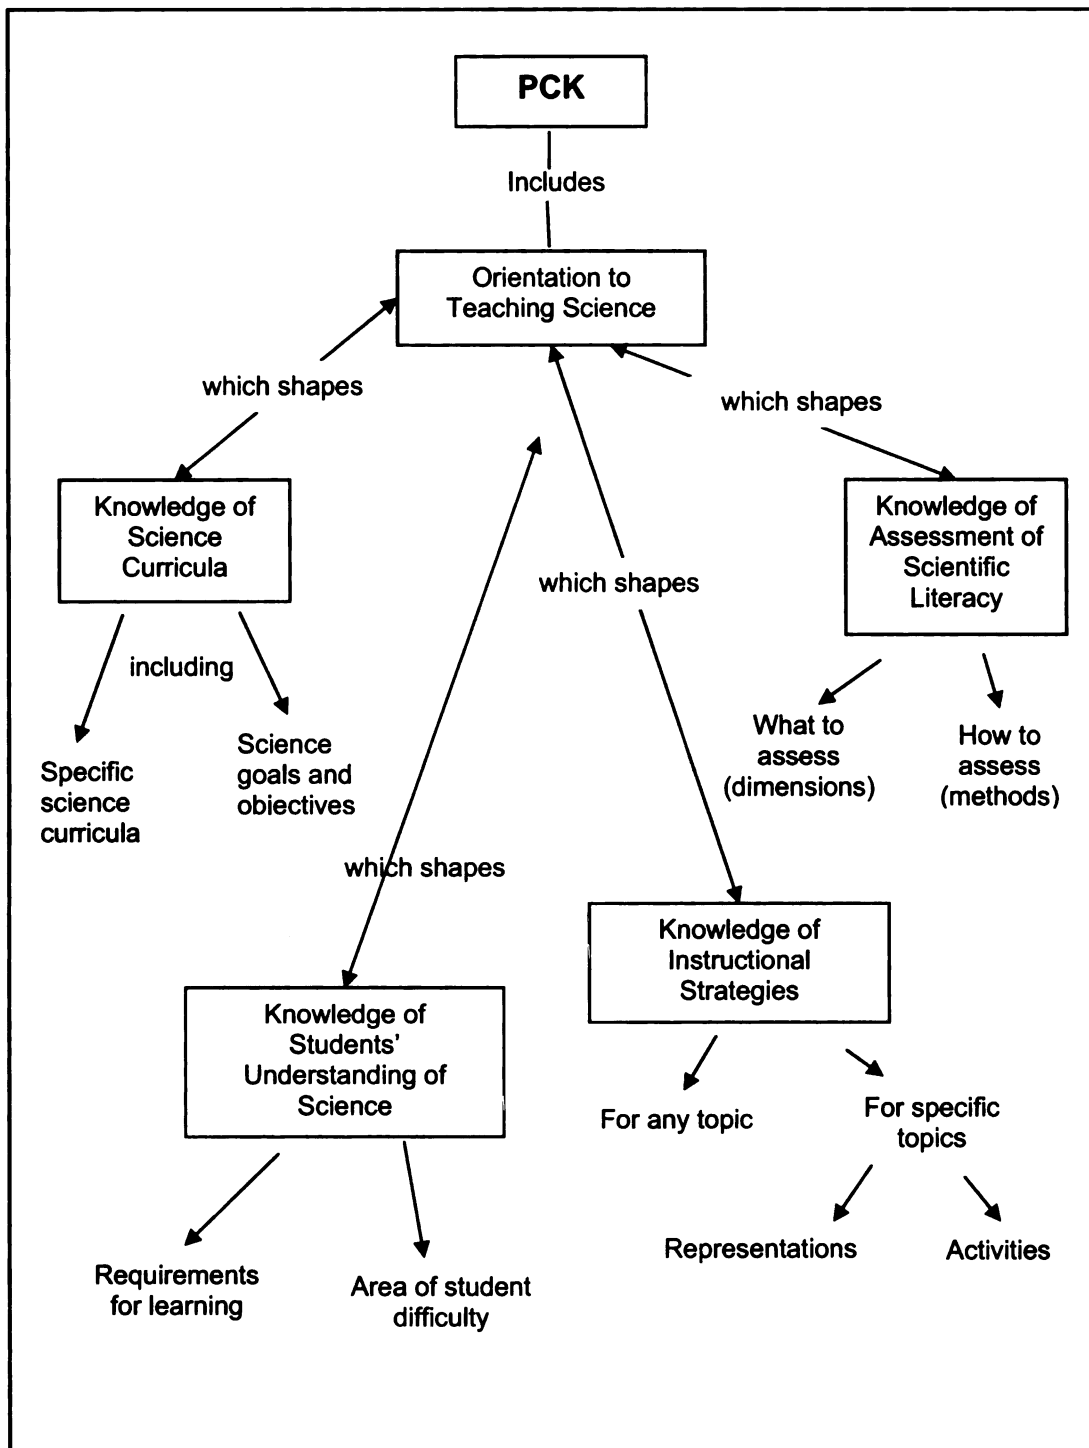 PCK
Includes
Orientation to
Teaching Science
which shapes
which shapes
Knowledge of
Science
Curricula
Knowledge of
Assessment of
Scientific
Literacy
which shapes
including
Specific
science
curricula
Science
goals and
objectives
What to
assess
(dimensions)
How to
assess
(methods)
which shapes
Knowledge of
Instructional
Strategies
Knowledge of
Students'
Understanding of
Science
For any topic
For specific
topics
Representations
Activities
Requirements
for learning
Area of student
difficulty